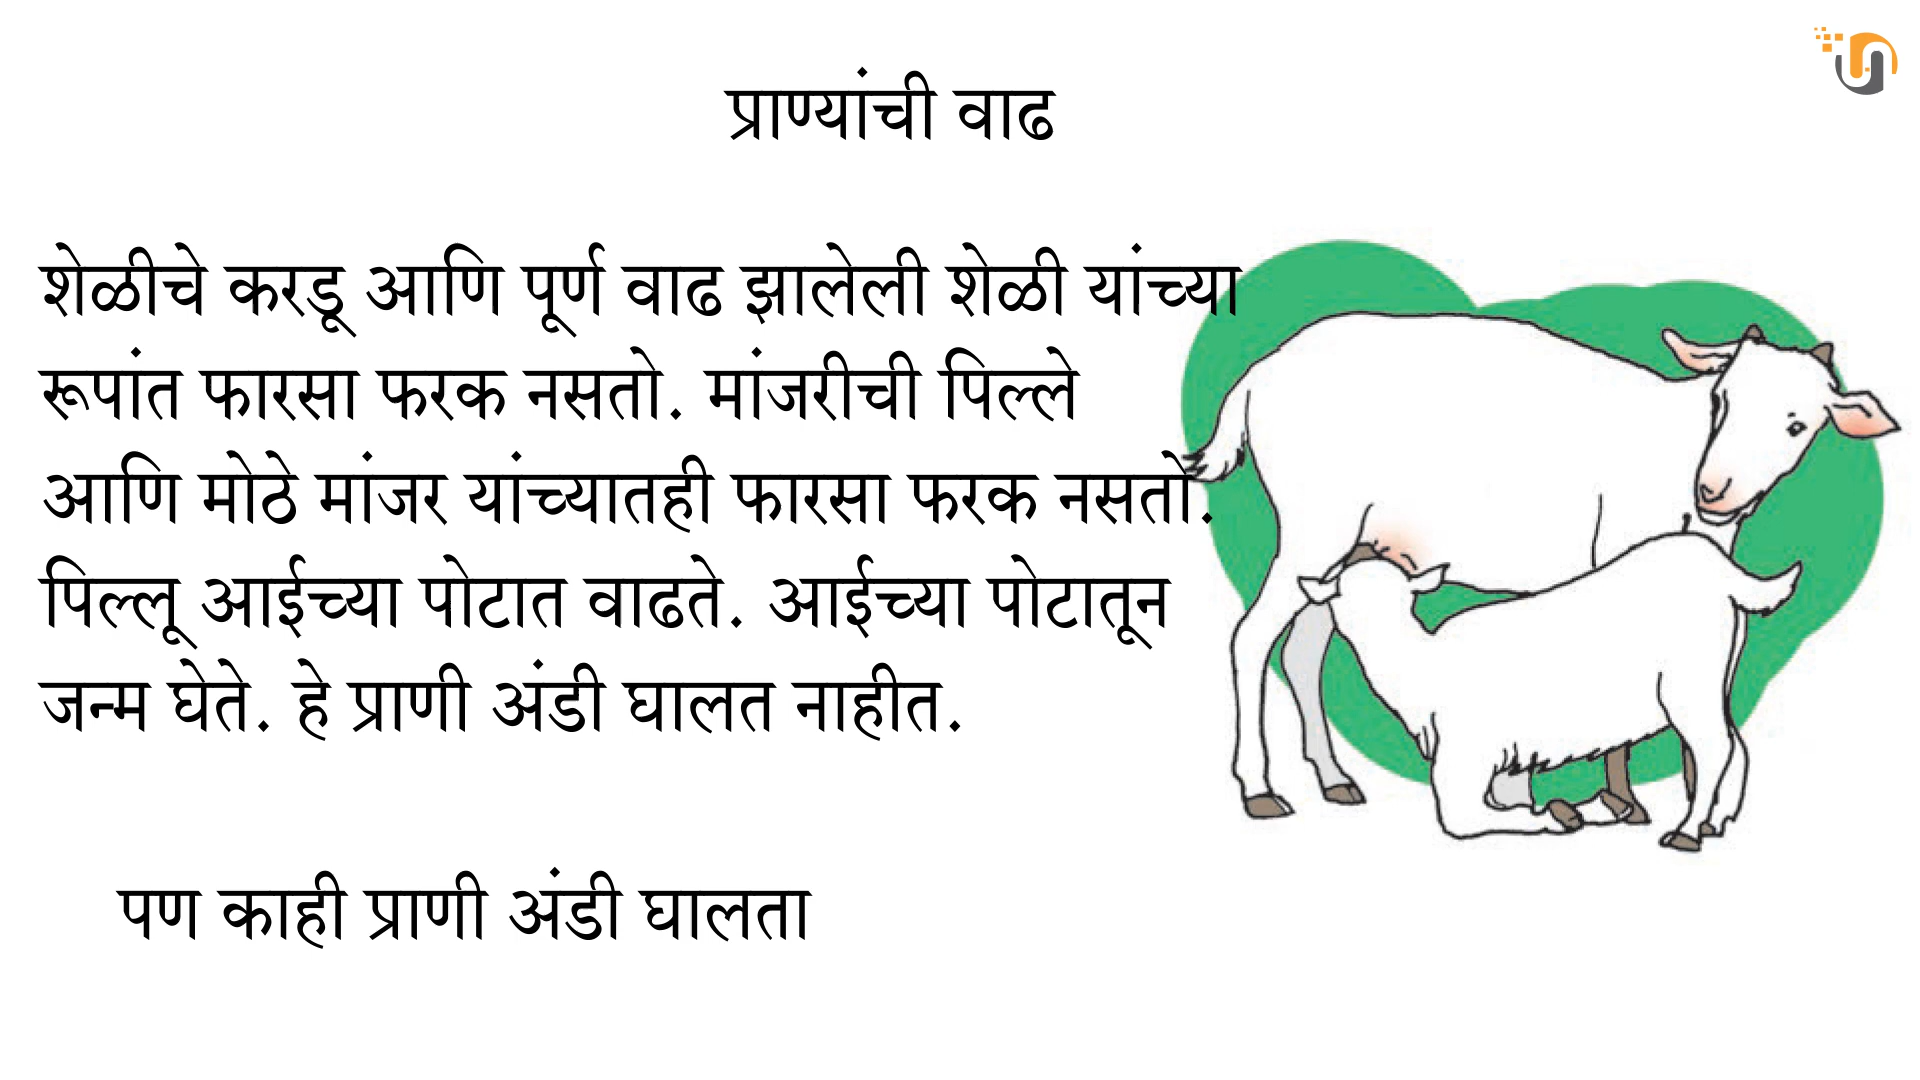 प्राण्यांची वाढ
शेळीचे करडू आणि पूर्ण वाढ झालेली शेळी यांच्या
रूपांत फारसा फरक नसतो. मांजरीची पिल्ले
आणि मोठे मांजर यांच्यातही फारसा फरक नसतो.
पिल्लू आईच्या पोटात वाढते. आईच्या पोटातून
जन्म घेते. हे प्राणी अंडी घालत नाहीत.
पण काही प्राणी अंडी घालता